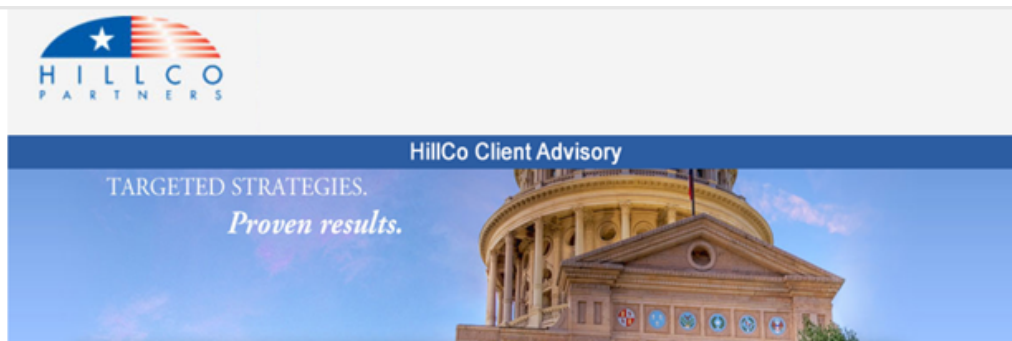 HILLCO
PARTNERS
HillCo Client Advisory
TARGETED STRATEGIES.
Proven results.